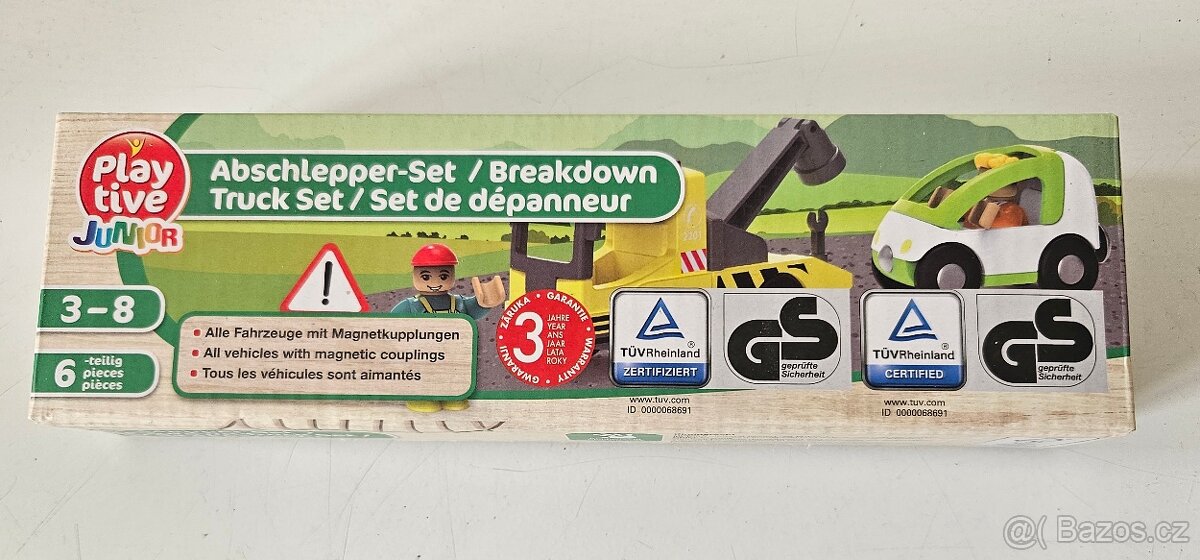 Play
tive
JUNIOR
Abschlepper-Set / Breakdown
Truck Set / Set de dépanneur
3-8
6 -teilig
pieces
pièces
Alle Fahrzeuge mit Magnetkupplungen
All vehicles with magnetic couplings
Tous les véhicules sont aimantés
!
ZÁRUKA • GARANTIE • WARRANTY • GWARANCJI
3 JAHRE
YEAR
ANS
JAAR
LATA
ROKY
2201
TÜVRheinland®
ZERTIFIZIERT
www.tuv.com
ID 0000068691
GS
geprüfte
Sicherheit
TÜVRheinland®
CERTIFIED
www.tuv.com
ID 0000068691
GS
geprüfte
Sicherheit
@( Bazos.cz